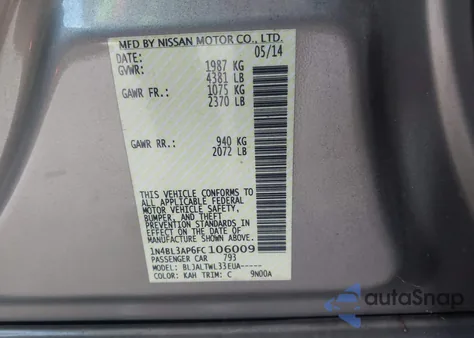 MFD BY NISSAN MOTOR CO., LTD.
DATE: 05/14
GVWR: 1987 KG
4381 LB
GAWR FR.: 1075 KG
2370 LB
GAWR RR.: 940 KG
2072 LB
THIS VEHICLE CONFORMS TO
ALL APPLICABLE FEDERAL
MOTOR VEHICLE SAFETY,
BUMPER, AND THEFT
PREVENTION STANDARDS
IN EFFECT ON THE DATE OF
MANUFACTURE SHOWN ABOVE.
1N4BL3AP6FC106009
PASSENGER CAR 793
MODEL: BLJALTWL33EUA-----
COLOR: KAH TRIM: C 9N00A
autoSnap